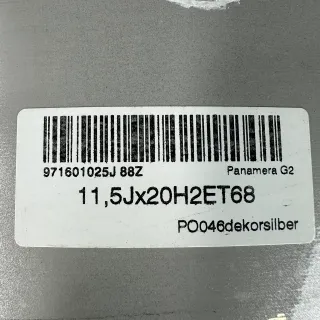 971601025J 88Z Panamera G2
11,5Jx20H2ET68
PO046dekorsilber